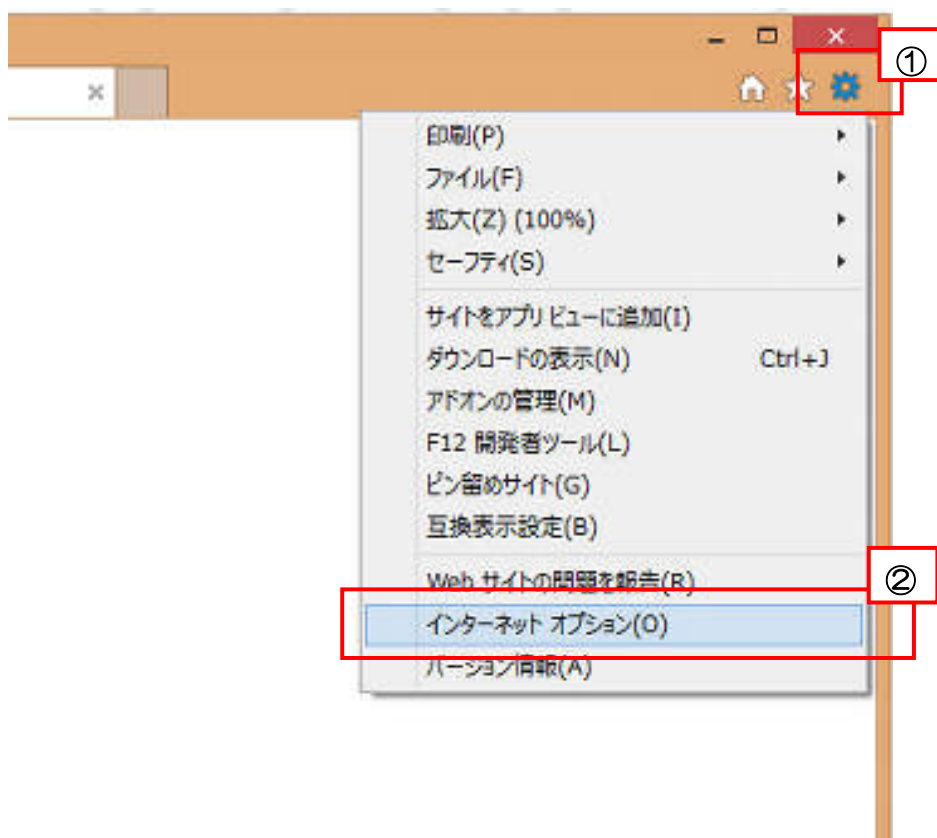 ①
印刷(P)
ファイル(F)
拡大(Z) (100%)
セーフティ(S)
サイトをアプリ ビューに追加(I)
ダウンロードの表示(N) Ctrl+J
アドオンの管理(M)
F12 開発者ツール(L)
ピン留めサイト(G)
互換表示設定(B)
Web サイトの問題を報告(R)
②
インターネット オプション(O)
バージョン情報(A)